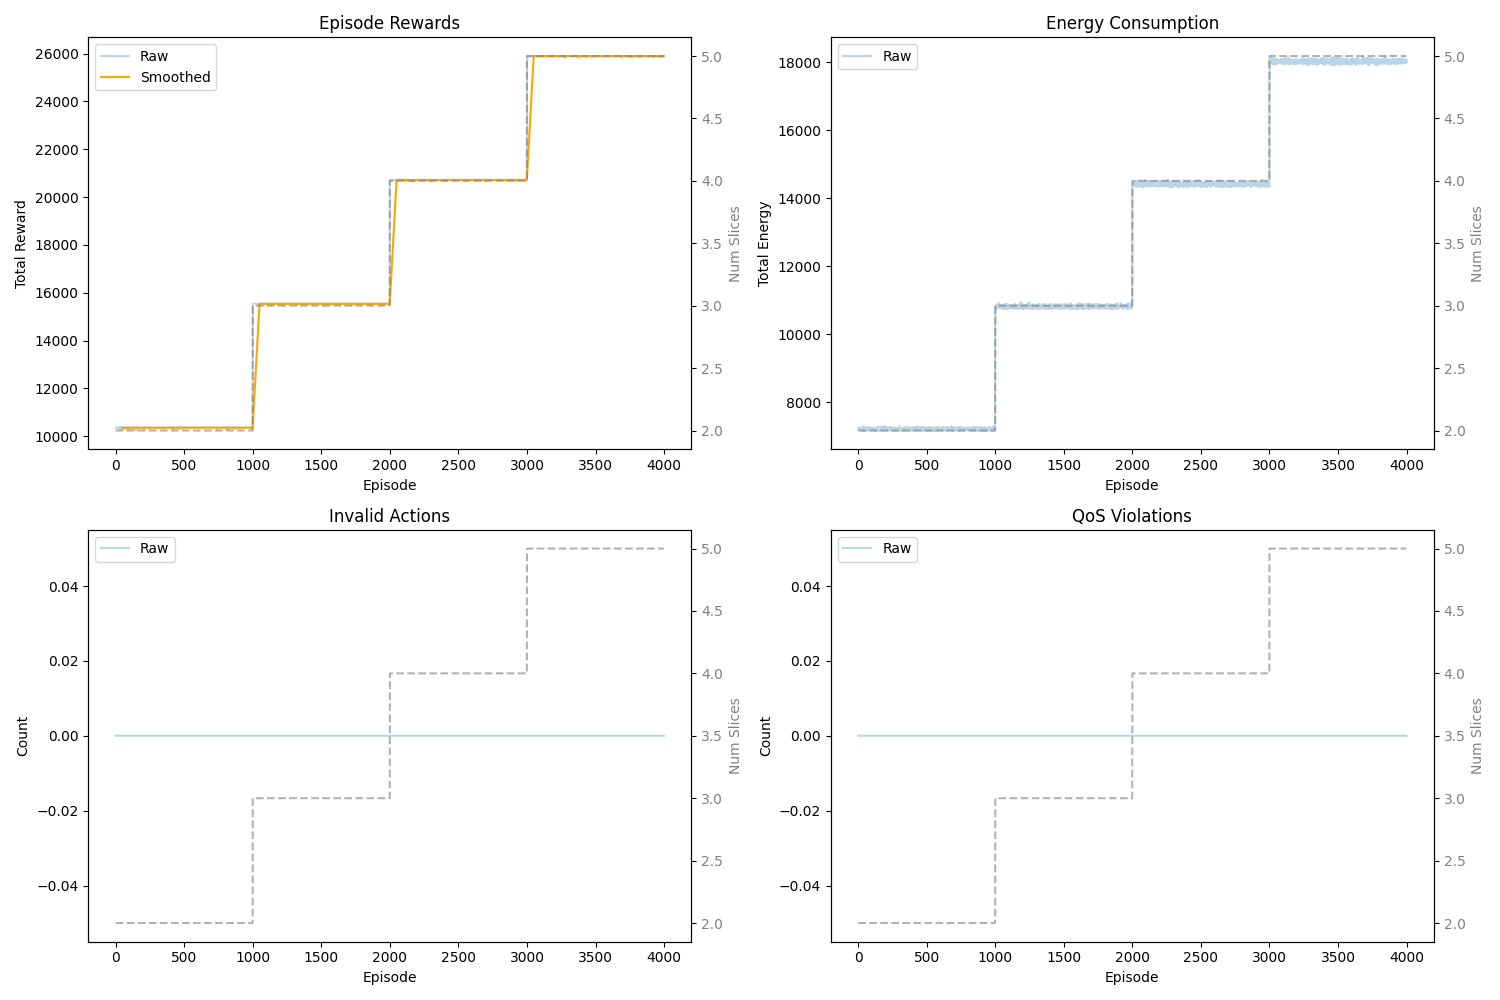 Episode Rewards
Raw
Smoothed
26000
24000
22000
20000
18000
16000
14000
12000
10000
Total Reward
5.0
4.5
4.0
3.5
3.0
2.5
2.0
Num Slices
0 500 1000 1500 2000 2500 3000 3500 4000
Episode
Energy Consumption
Raw
18000
16000
14000
12000
10000
8000
Total Energy
5.0
4.5
4.0
3.5
3.0
2.5
2.0
Num Slices
0 500 1000 1500 2000 2500 3000 3500 4000
Episode
Invalid Actions
Raw
0.04
0.02
0.00
−0.02
−0.04
Count
5.0
4.5
4.0
3.5
3.0
2.5
2.0
Num Slices
0 500 1000 1500 2000 2500 3000 3500 4000
Episode
QoS Violations
Raw
0.04
0.02
0.00
−0.02
−0.04
Count
5.0
4.5
4.0
3.5
3.0
2.5
2.0
Num Slices
0 500 1000 1500 2000 2500 3000 3500 4000
Episode